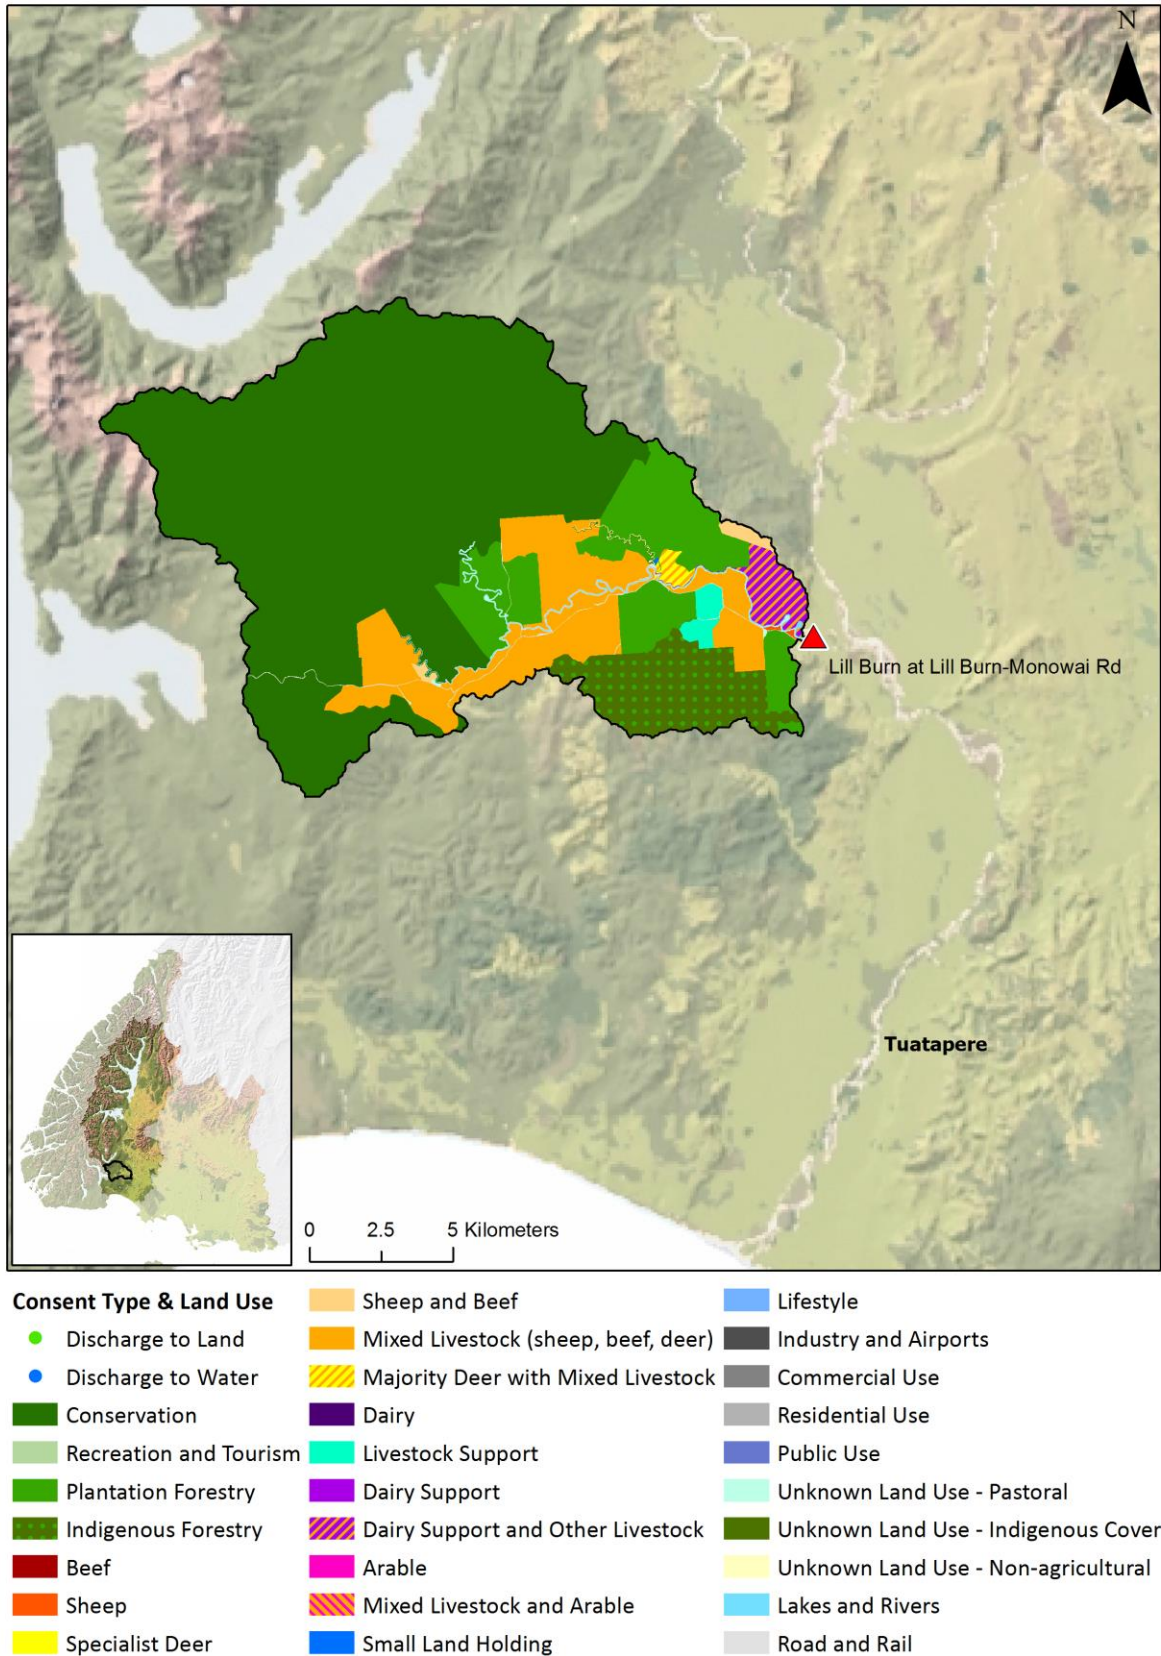 N
Lill Burn at Lill Burn-Monowai Rd
Tuatapere
0 2.5 5 Kilometers
Consent Type & Land Use
Discharge to Land
Discharge to Water
Conservation
Recreation and Tourism
Plantation Forestry
Indigenous Forestry
Beef
Sheep
Specialist Deer
Sheep and Beef
Mixed Livestock (sheep, beef, deer)
Majority Deer with Mixed Livestock
Dairy
Livestock Support
Dairy Support
Dairy Support and Other Livestock
Arable
Mixed Livestock and Arable
Small Land Holding
Lifestyle
Industry and Airports
Commercial Use
Residential Use
Public Use
Unknown Land Use - Pastoral
Unknown Land Use - Indigenous Cover
Unknown Land Use - Non-agricultural
Lakes and Rivers
Road and Rail